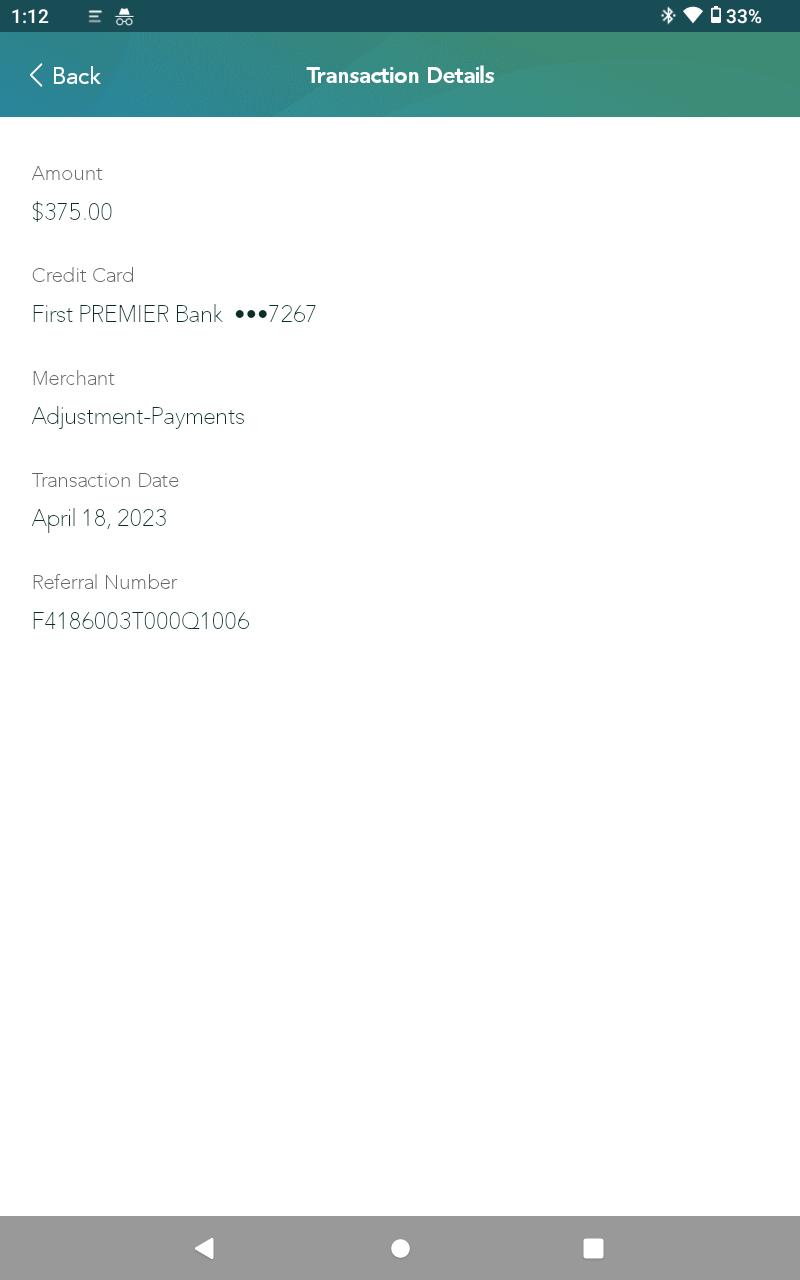 1:12 33%
Back Transaction Details
Amount
$375.00
Credit Card
First PREMIER Bank •••7267
Merchant
Adjustment-Payments
Transaction Date
April 18, 2023
Referral Number
F4186003T000Q1006